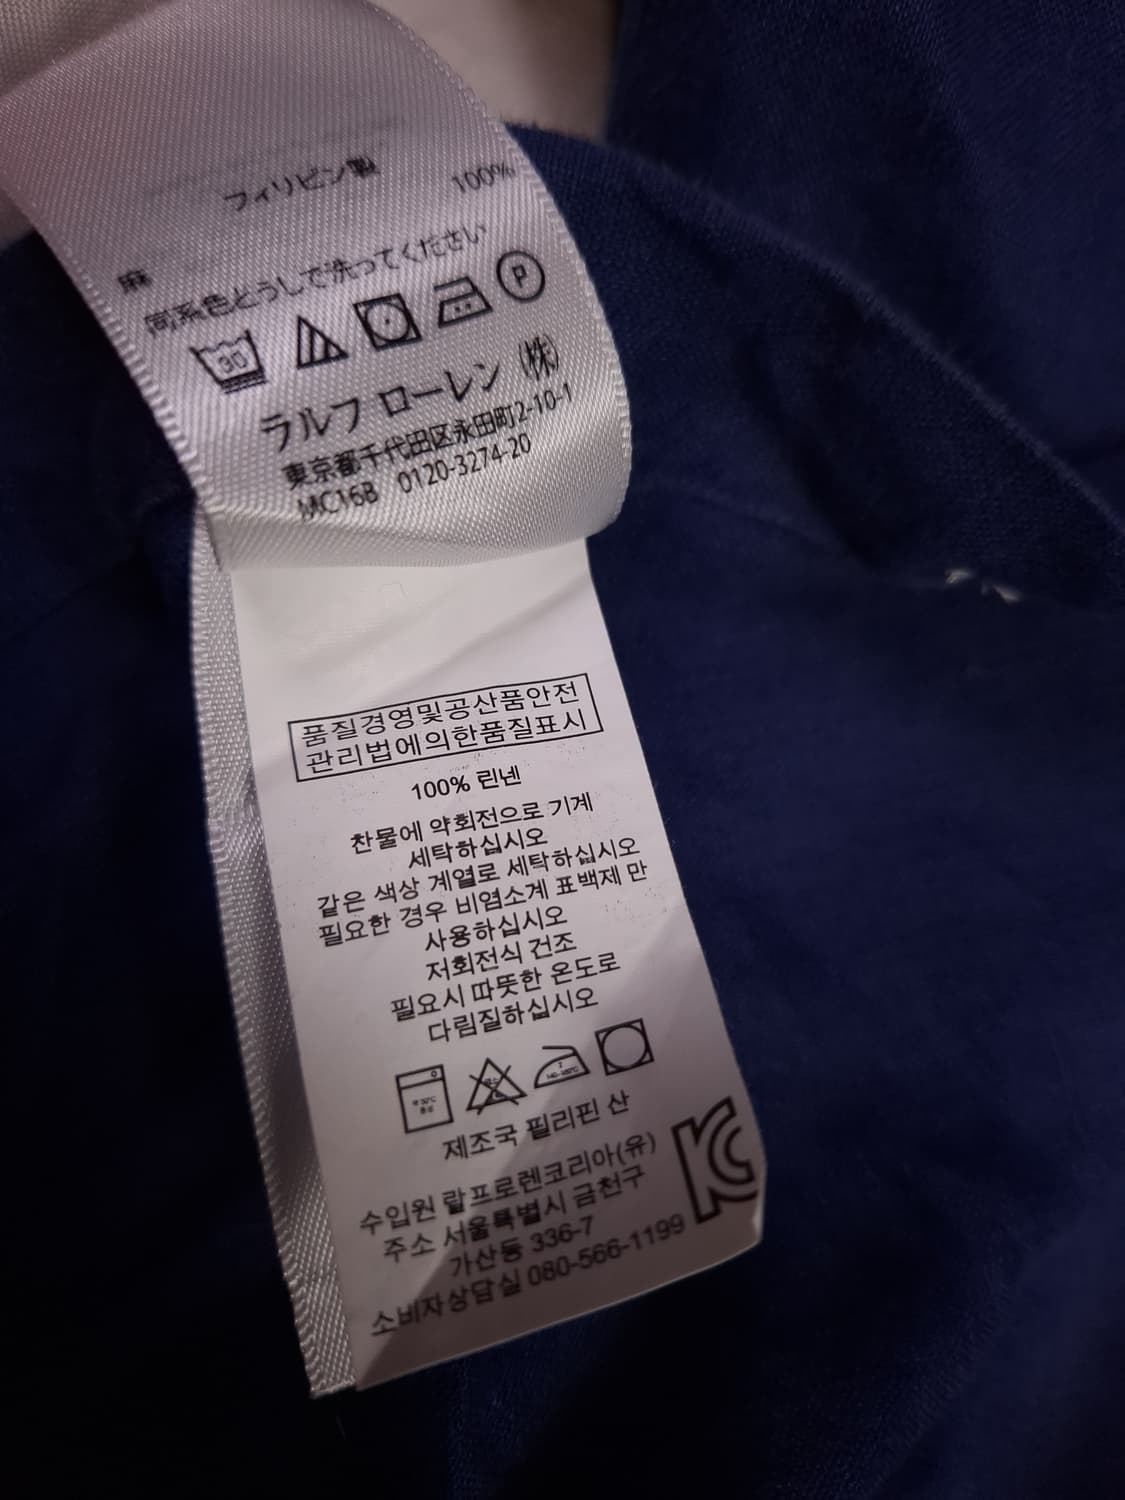 フィリピン製
麻 100%
同系色どうしで洗ってください
30
P
ラルフ ローレン (株)
東京都千代田区永田町2-10-1
MC16B 0120-3274-20
품질경영및공산품안전
관리법에의한품질표시
100% 린넨
찬물에 약회전으로 기계
세탁하십시오
같은 색상 계열로 세탁하십시오
필요한 경우 비염소계 표백제 만
사용하십시오
저회전식 건조
필요시 따뜻한 온도로
다림질하십시오
제조국 필리핀 산
수입원 랄프로렌코리아(유)
주소 서울특별시 금천구
가산동 336-7
소비자상담실 080-566-1199